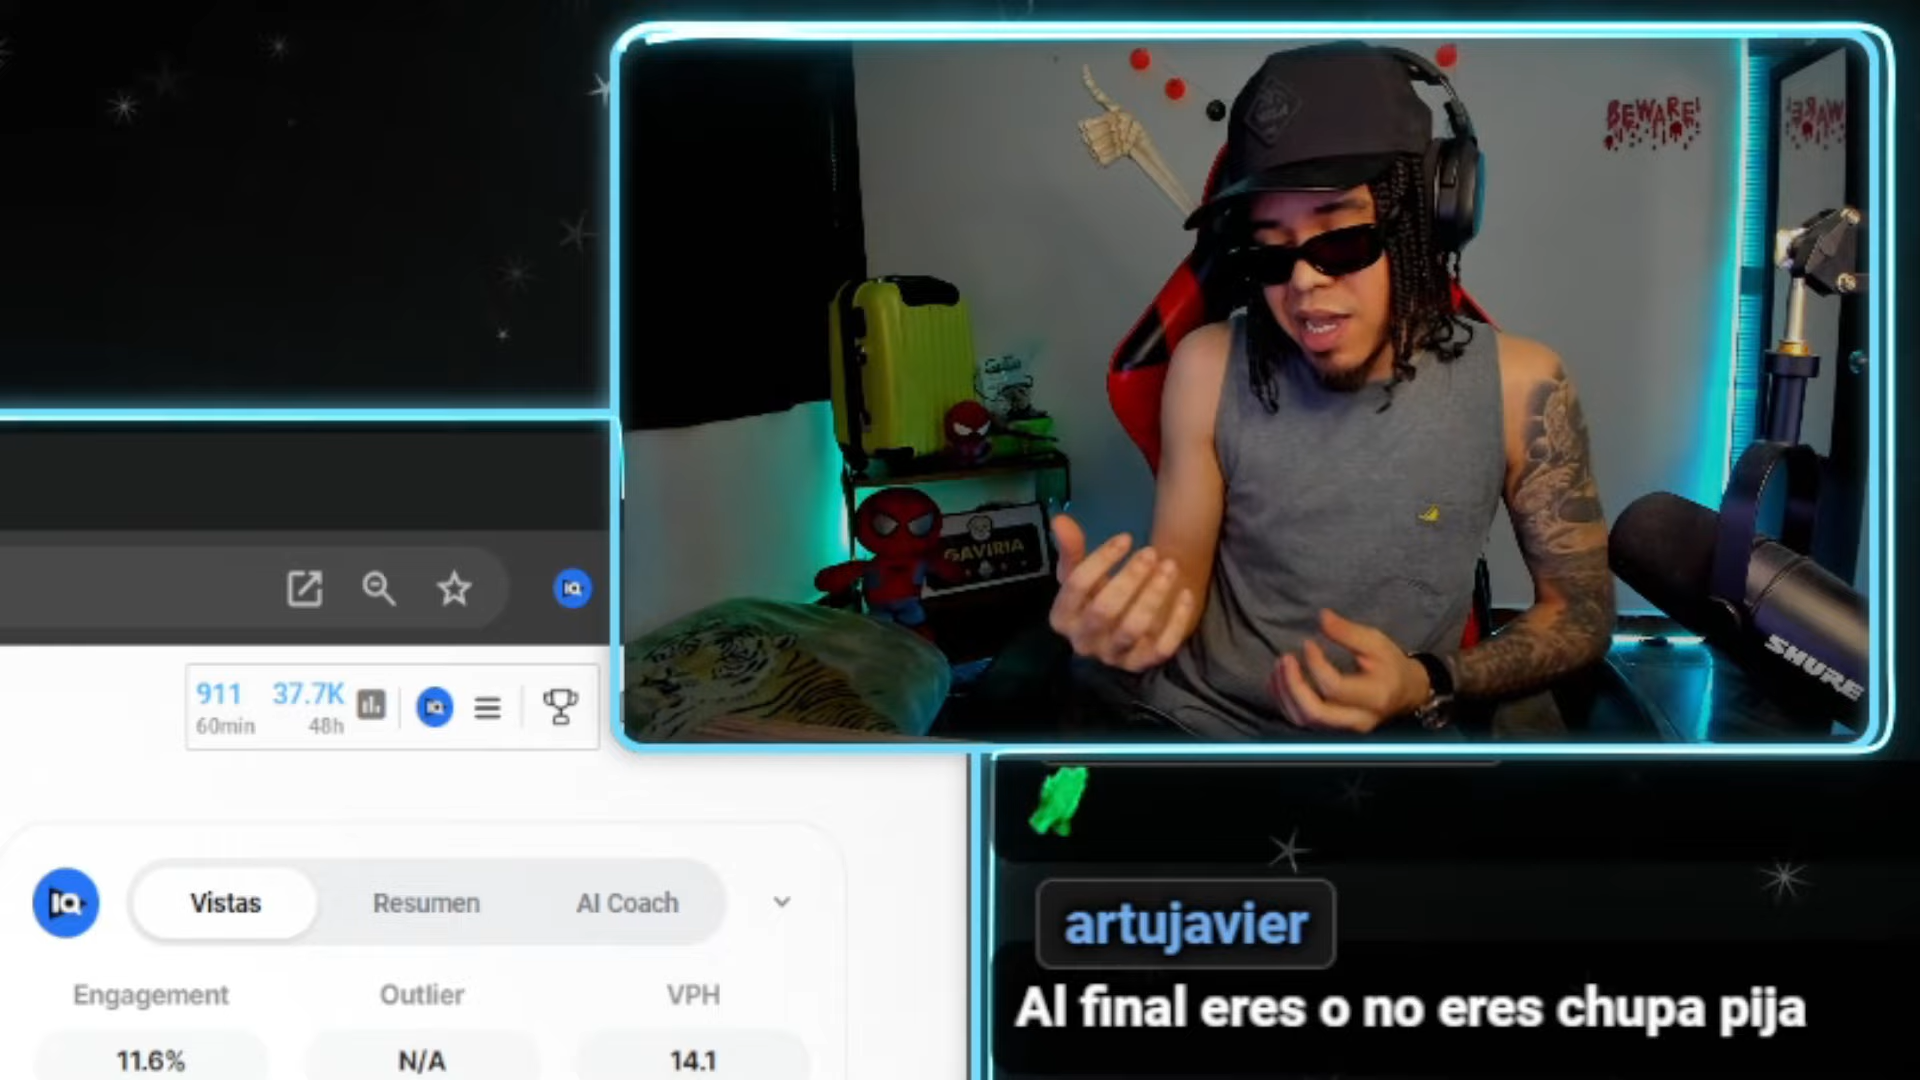 BEWARE!
GAVIRIA
SHURE
911 37.7K
60min 48h
Vistas Resumen AI Coach
Engagement Outlier VPH
11.6% N/A 14.1
artujavier
Al final eres o no eres chupa pija